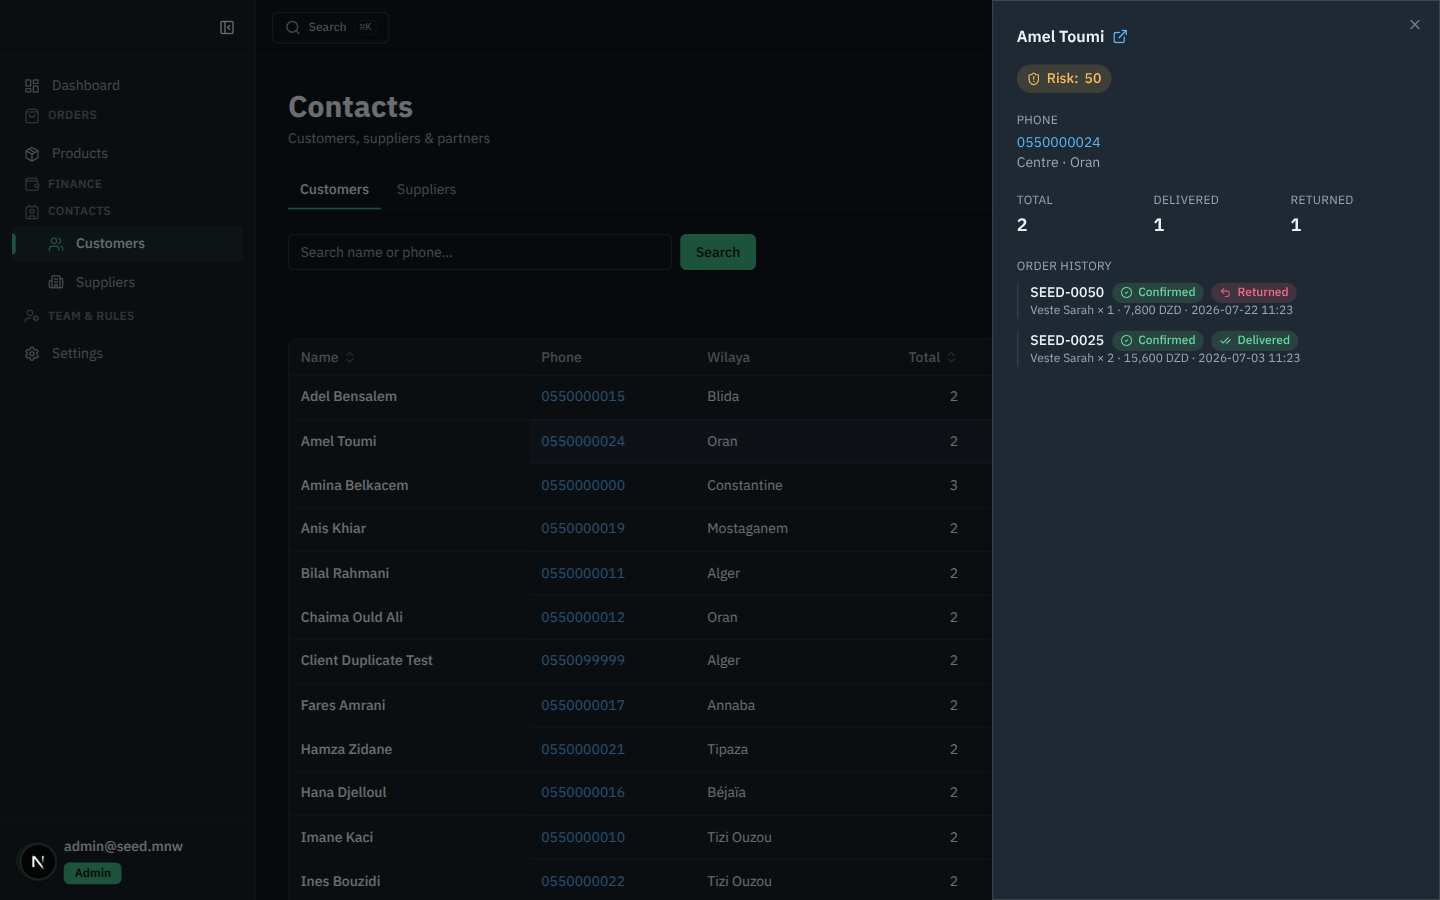 Search ⌘K
Dashboard
ORDERS
Products
FINANCE
CONTACTS
Customers
Suppliers
TEAM & RULES
Settings
admin@seed.mnw
N
Admin
Contacts
Customers, suppliers & partners
Customers Suppliers
Search name or phone... Search
Name Phone Wilaya Total
Adel Bensalem 0550000015 Blida 2
Amel Toumi 0550000024 Oran 2
Amina Belkacem 0550000000 Constantine 3
Anis Khiar 0550000019 Mostaganem 2
Bilal Rahmani 0550000011 Alger 2
Chaima Ould Ali 0550000012 Oran 2
Client Duplicate Test 0550099999 Alger 2
Fares Amrani 0550000017 Annaba 2
Hamza Zidane 0550000021 Tipaza 2
Hana Djelloul 0550000016 Béjaïa 2
Imane Kaci 0550000010 Tizi Ouzou 2
Ines Bouzidi 0550000022 Tizi Ouzou 2
Amel Toumi
Risk: 50
PHONE
0550000024
Centre · Oran
TOTAL DELIVERED RETURNED
2 1 1
ORDER HISTORY
SEED-0050 Confirmed Returned
Veste Sarah × 1 · 7,800 DZD · 2026-07-22 11:23
SEED-0025 Confirmed Delivered
Veste Sarah × 2 · 15,600 DZD · 2026-07-03 11:23